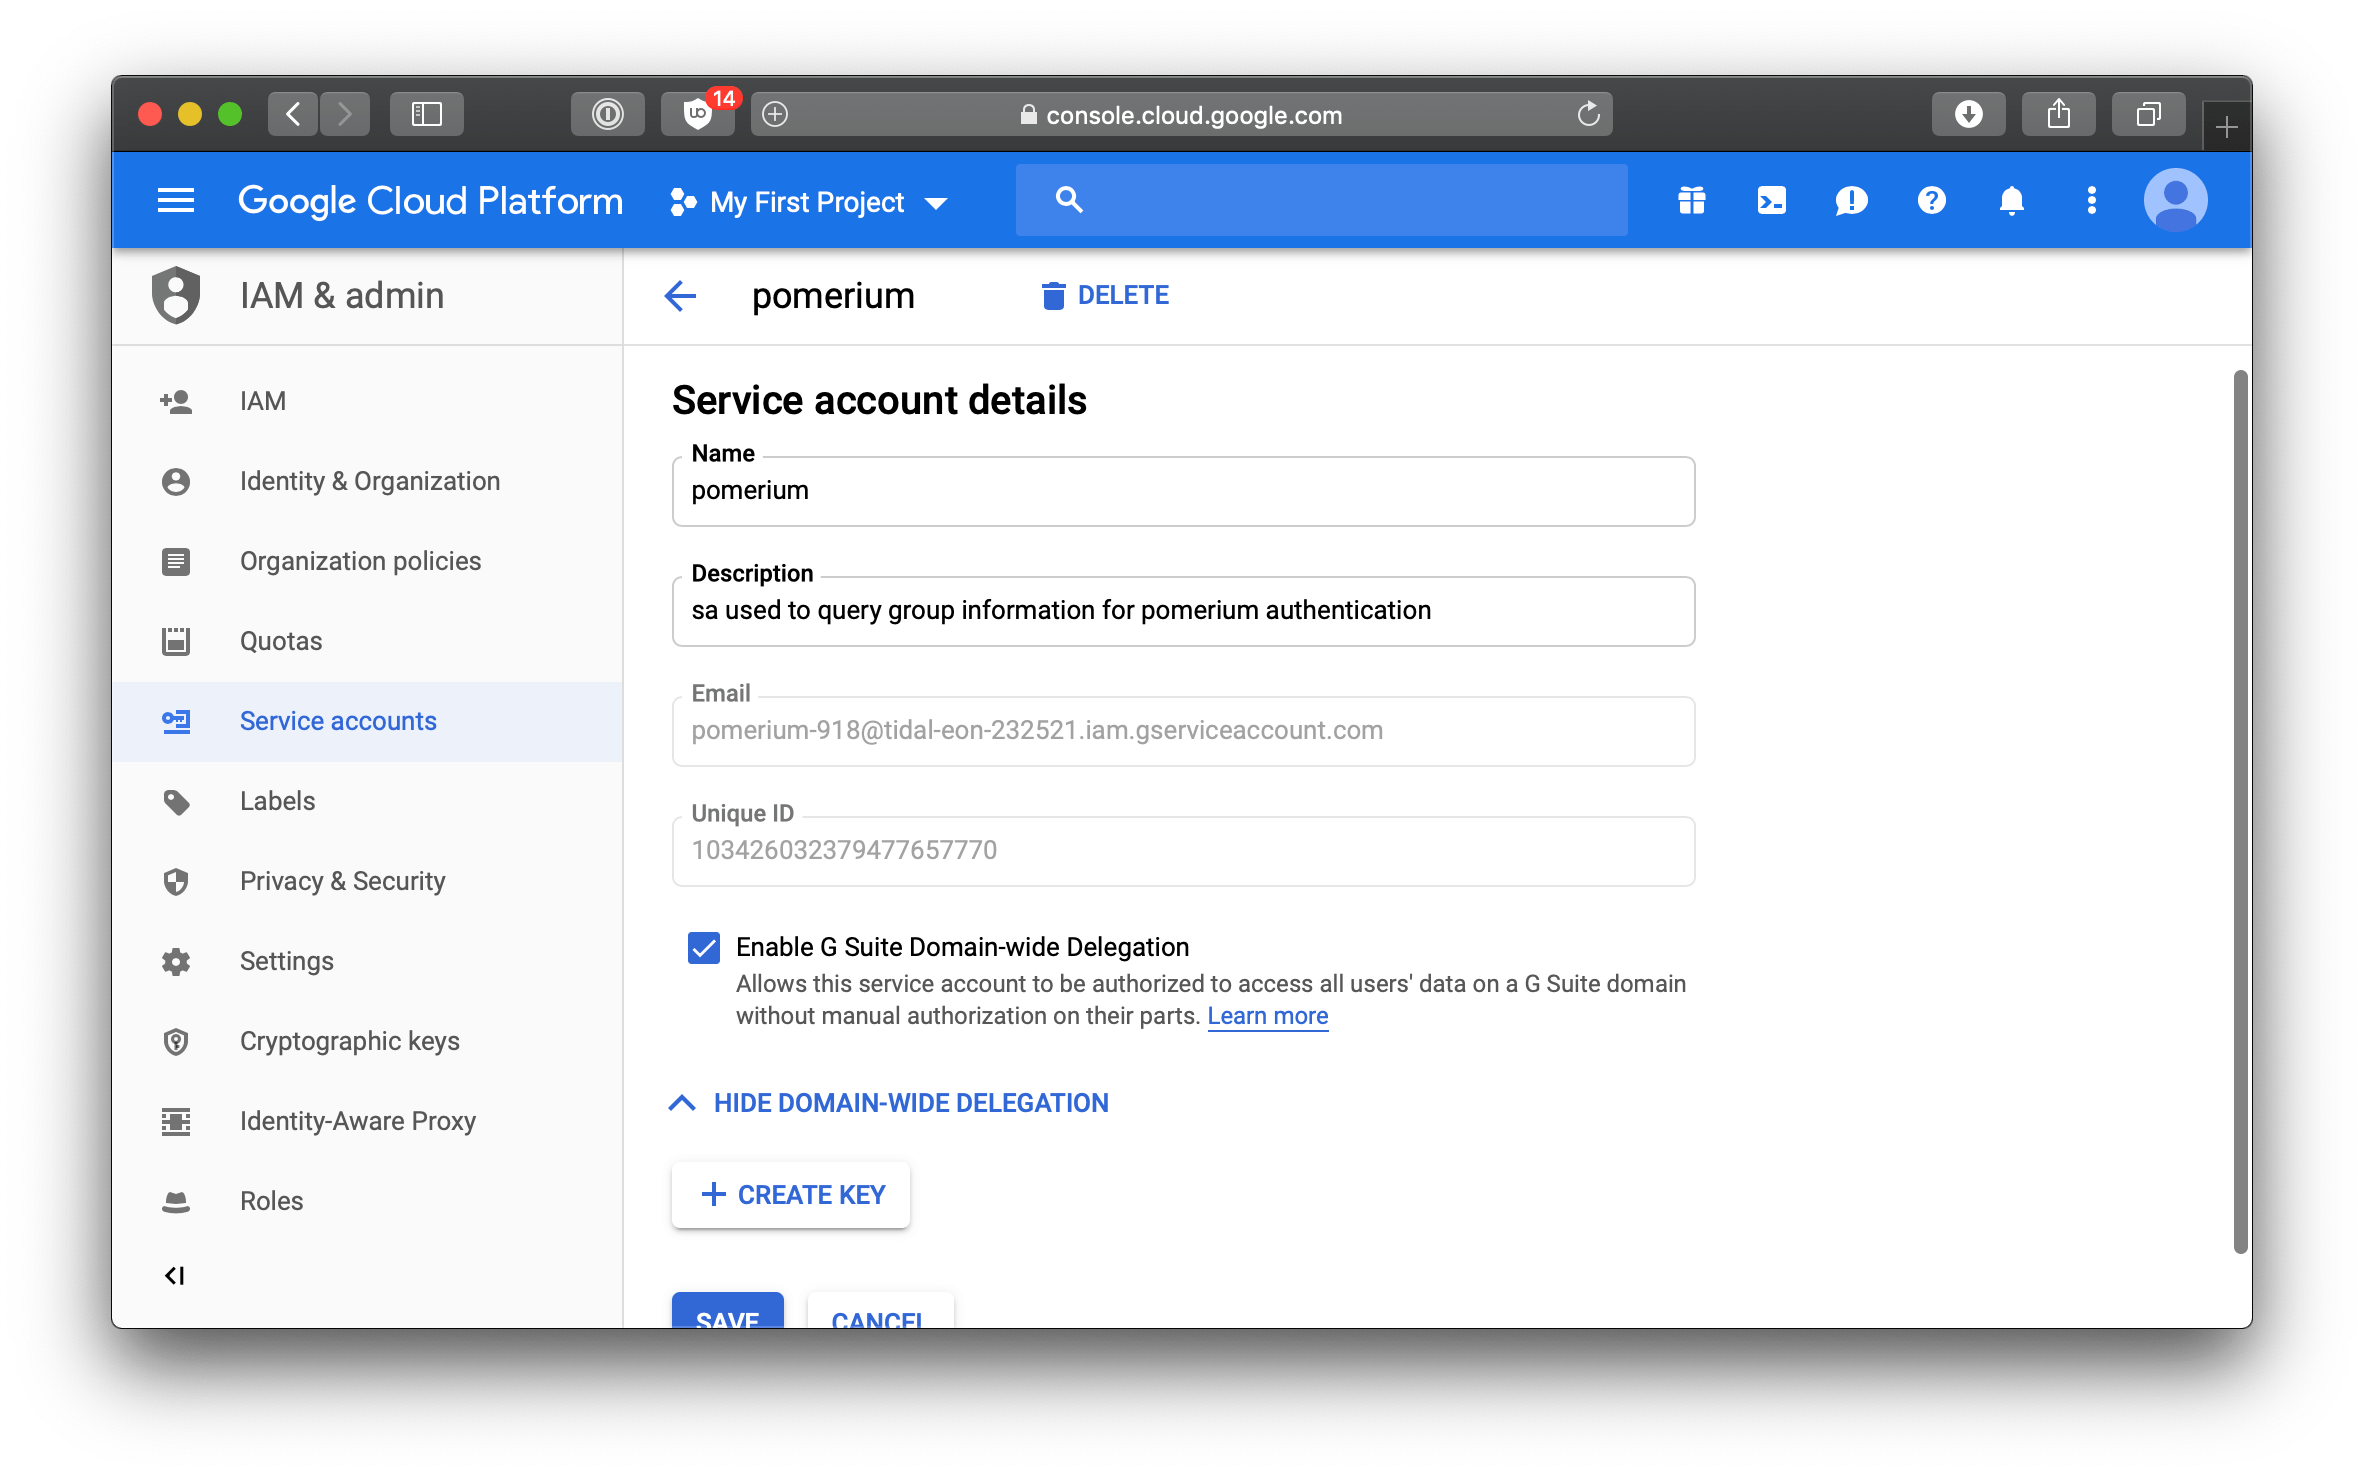 14
console.cloud.google.com
Google Cloud Platform
My First Project
IAM & admin
pomerium
DELETE
IAM
Identity & Organization
Organization policies
Quotas
Service accounts
Labels
Privacy & Security
Settings
Cryptographic keys
Identity-Aware Proxy
Roles
Service account details
Name
pomerium
Description
sa used to query group information for pomerium authentication
Email
pomerium-918@tidal-eon-232521.iam.gserviceaccount.com
Unique ID
103426032379477657770
Enable G Suite Domain-wide Delegation
Allows this service account to be authorized to access all users' data on a G Suite domain
without manual authorization on their parts. Learn more
HIDE DOMAIN-WIDE DELEGATION
CREATE KEY
SAVE
CANCEL